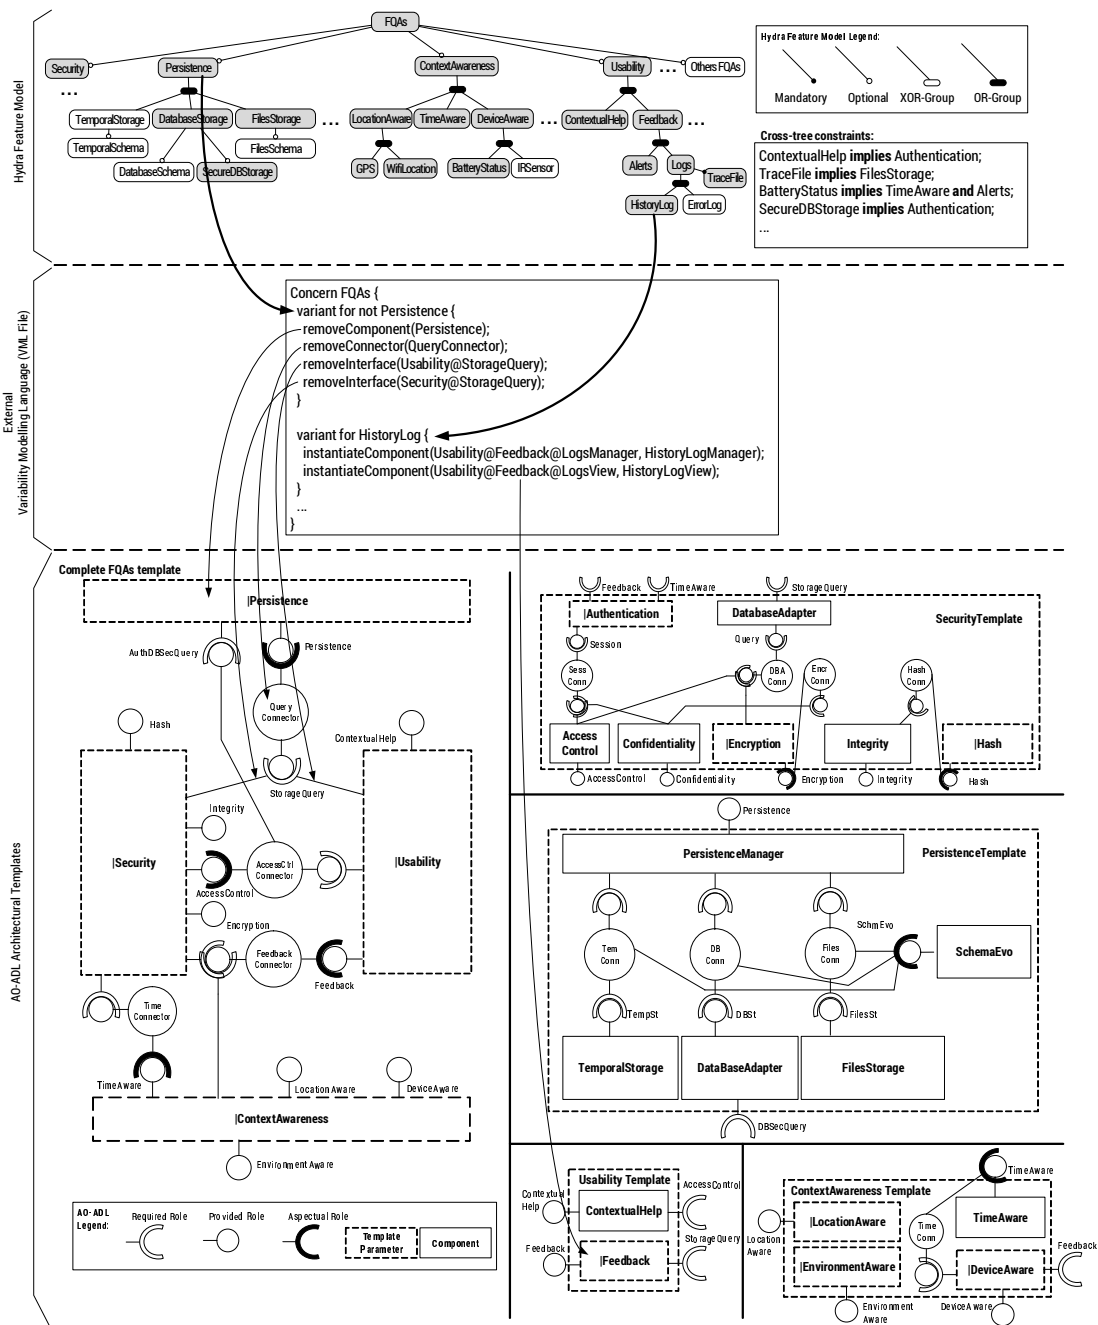 Hydra Feature Model
FQAs
Security
Persistence
ContextAwareness
Usability
...
Others FQAs
...
TemporalStorage
DatabaseStorage
FilesStorage
...
LocationAware
TimeAware
DeviceAware
...
ContextualHelp
Feedback
...
TemporalSchema
FilesSchema
DatabaseSchema
SecureDBStorage
GPS
WifiLocation
BatteryStatus
IRSensor
Alerts
Logs
TraceFile
HistoryLog
ErrorLog
Hydra Feature Model Legend:
Mandatory
Optional
XOR-Group
OR-Group
Cross-tree constraints:
ContextualHelp implies Authentication;
TraceFile implies FilesStorage;
BatteryStatus implies TimeAware and Alerts;
SecureDBStorage implies Authentication;
...
External
Variability Modelling Language (VML File)
Concern FQAs {
variant for not Persistence {
removeComponent(Persistence);
removeConnector(QueryConnector);
removeInterface(Usability@StorageQuery);
removeInterface(Security@StorageQuery);
}
variant for HistoryLog {
instantiateComponent(Usability@Feedback@LogsManager, HistoryLogManager);
instantiateComponent(Usability@Feedback@LogsView, HistoryLogView);
}
...
}
AO-ADL Architectural Templates
Complete FQAs template
|Persistence
AuthDBSecQuery
Persistence
Query
Connector
Hash
ContextualHelp
StorageQuery
Integrity
|Security
AccessCtrl
Connector
|Usability
AccessControl
Encryption
Feedback
Connector
Feedback
Time
Connector
TimeAware
LocationAware
DeviceAware
|ContextAwareness
EnvironmentAware
AO-ADL
Legend:
Required Role
Provided Role
Aspectual Role
Template
Parameter
Component
Feedback
TimeAware
StorageQuery
|Authentication
DatabaseAdapter
SecurityTemplate
Session
Query
Sess
Conn
DBA
Conn
Encr
Conn
Hash
Conn
Access
Control
Confidentiality
|Encryption
Integrity
|Hash
AccessControl
Confidentiality
Encryption
Integrity
Hash
Persistence
PersistenceManager
PersistenceTemplate
SchmEvo
Tem
Conn
DB
Conn
Files
Conn
SchemaEvo
TempSt
DBSt
FilesSt
TemporalStorage
DataBaseAdapter
FilesStorage
DBSecQuery
Usability Template
Contextual
Help
ContextualHelp
AccessControl
Feedback
|Feedback
StorageQuery
TimeAware
ContextAwareness Template
|LocationAware
Location
Aware
Time
Conn
TimeAware
|EnvironmentAware
|DeviceAware
Feedback
Environment
Aware
DeviceAware